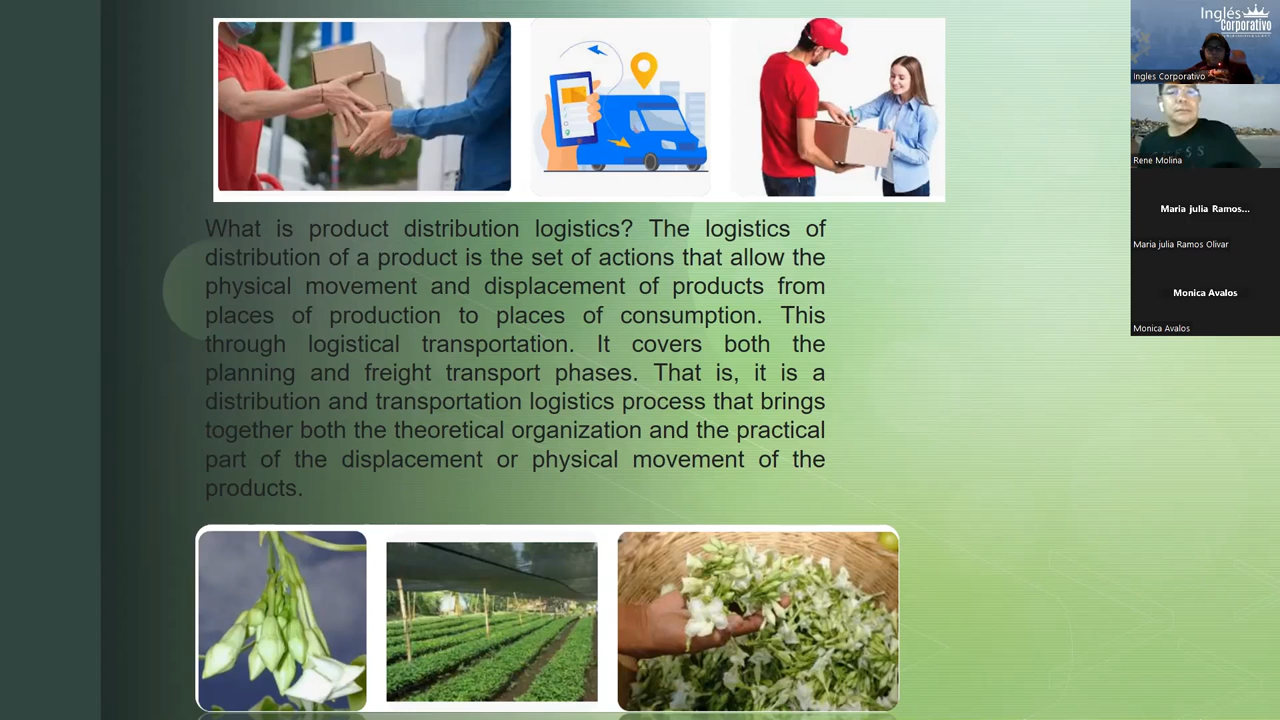 What is product distribution logistics? The logistics of
distribution of a product is the set of actions that allow the
physical movement and displacement of products from
places of production to places of consumption. This
through logistical transportation. It covers both the
planning and freight transport phases. That is, it is a
distribution and transportation logistics process that brings
together both the theoretical organization and the practical
part of the displacement or physical movement of the
products.
Inglés
Corporativo
Ingles Corporativo
Rene Molina
Maria julia Ramos...
Maria julia Ramos Olivar
Monica Avalos
Monica Avalos